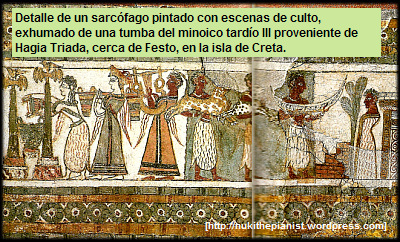 Detalle de un sarcófago pintado con escenas de culto,
exhumado de una tumba del minoico tardío III proveniente de
Hagia Triada, cerca de Festo, en la isla de Creta.
[http://nukithepianist.wordpress.com]